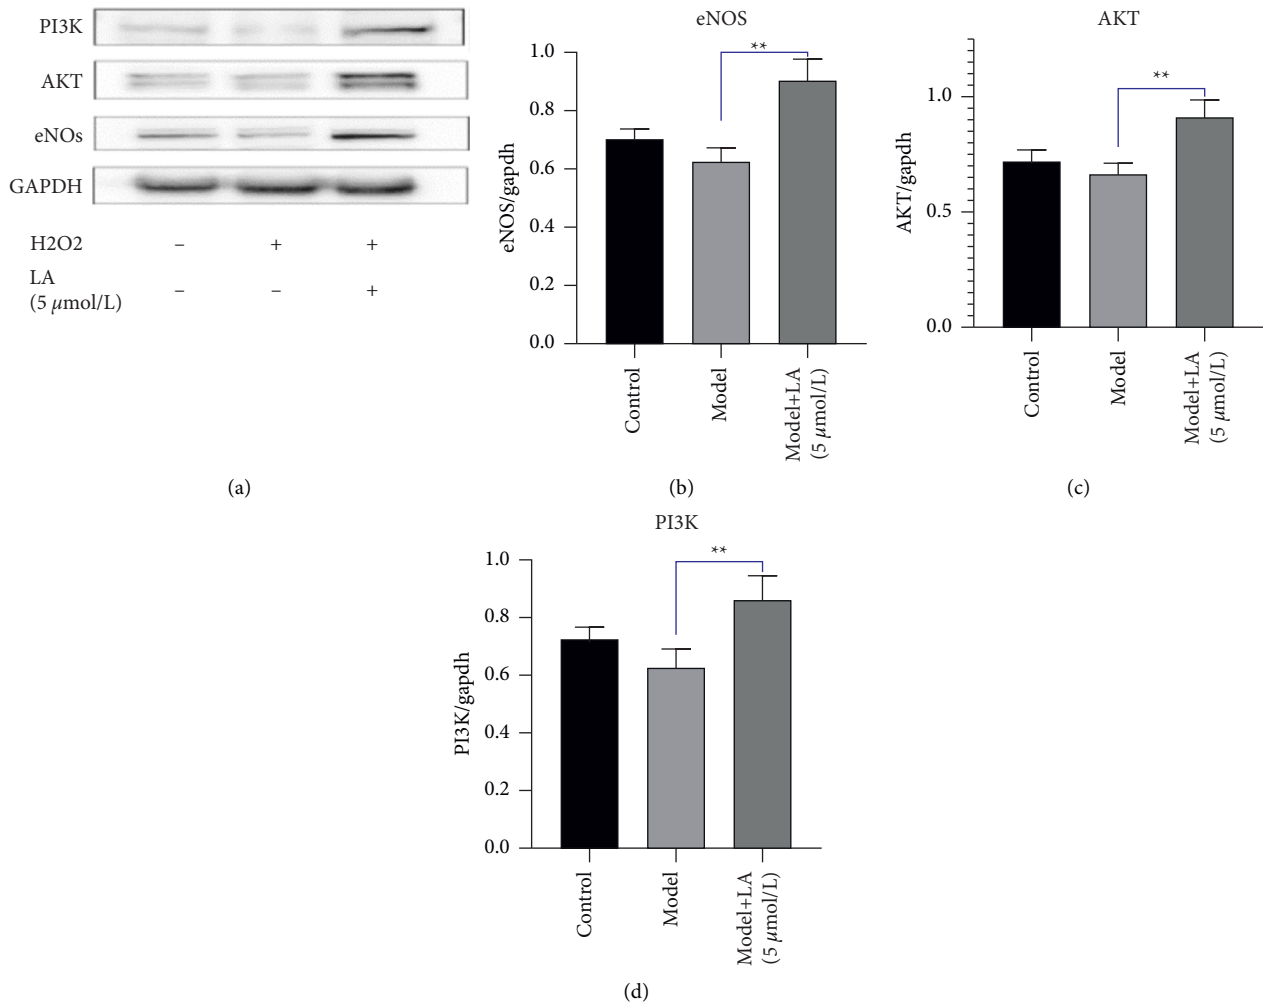 PI3K
AKT
eNOs
GAPDH
H2O2 – + +
LA
(5 μmol/L) – – +
(a)
eNOS
**
1.0
0.8
0.6
0.4
0.2
0.0
eNOS/gapdh
Control
Model
Model+LA
(5 μmol/L)
(b)
AKT
**
1.0
0.5
0.0
AKT/gapdh
Control
Model
Model+LA
(5 μmol/L)
(c)
PI3K
**
1.0
0.8
0.6
0.4
0.2
0.0
PI3K/gapdh
Control
Model
Model+LA
(5 μmol/L)
(d)